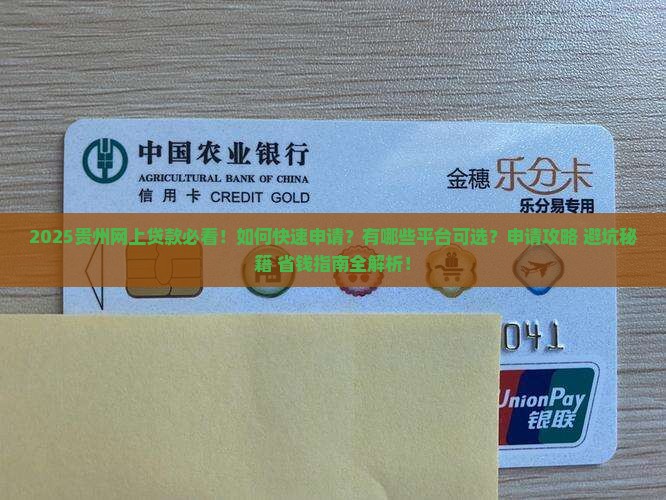 中国农业银行
AGRICULTURAL BANK OF CHINA
信用卡 CREDIT GOLD
金穗 乐分卡
乐分易专用
2025贵州网上贷款必看！如何快速申请？有哪些平台可选？申请攻略 避坑秘
籍 省钱指南全解析！
041
UnionPay
银联